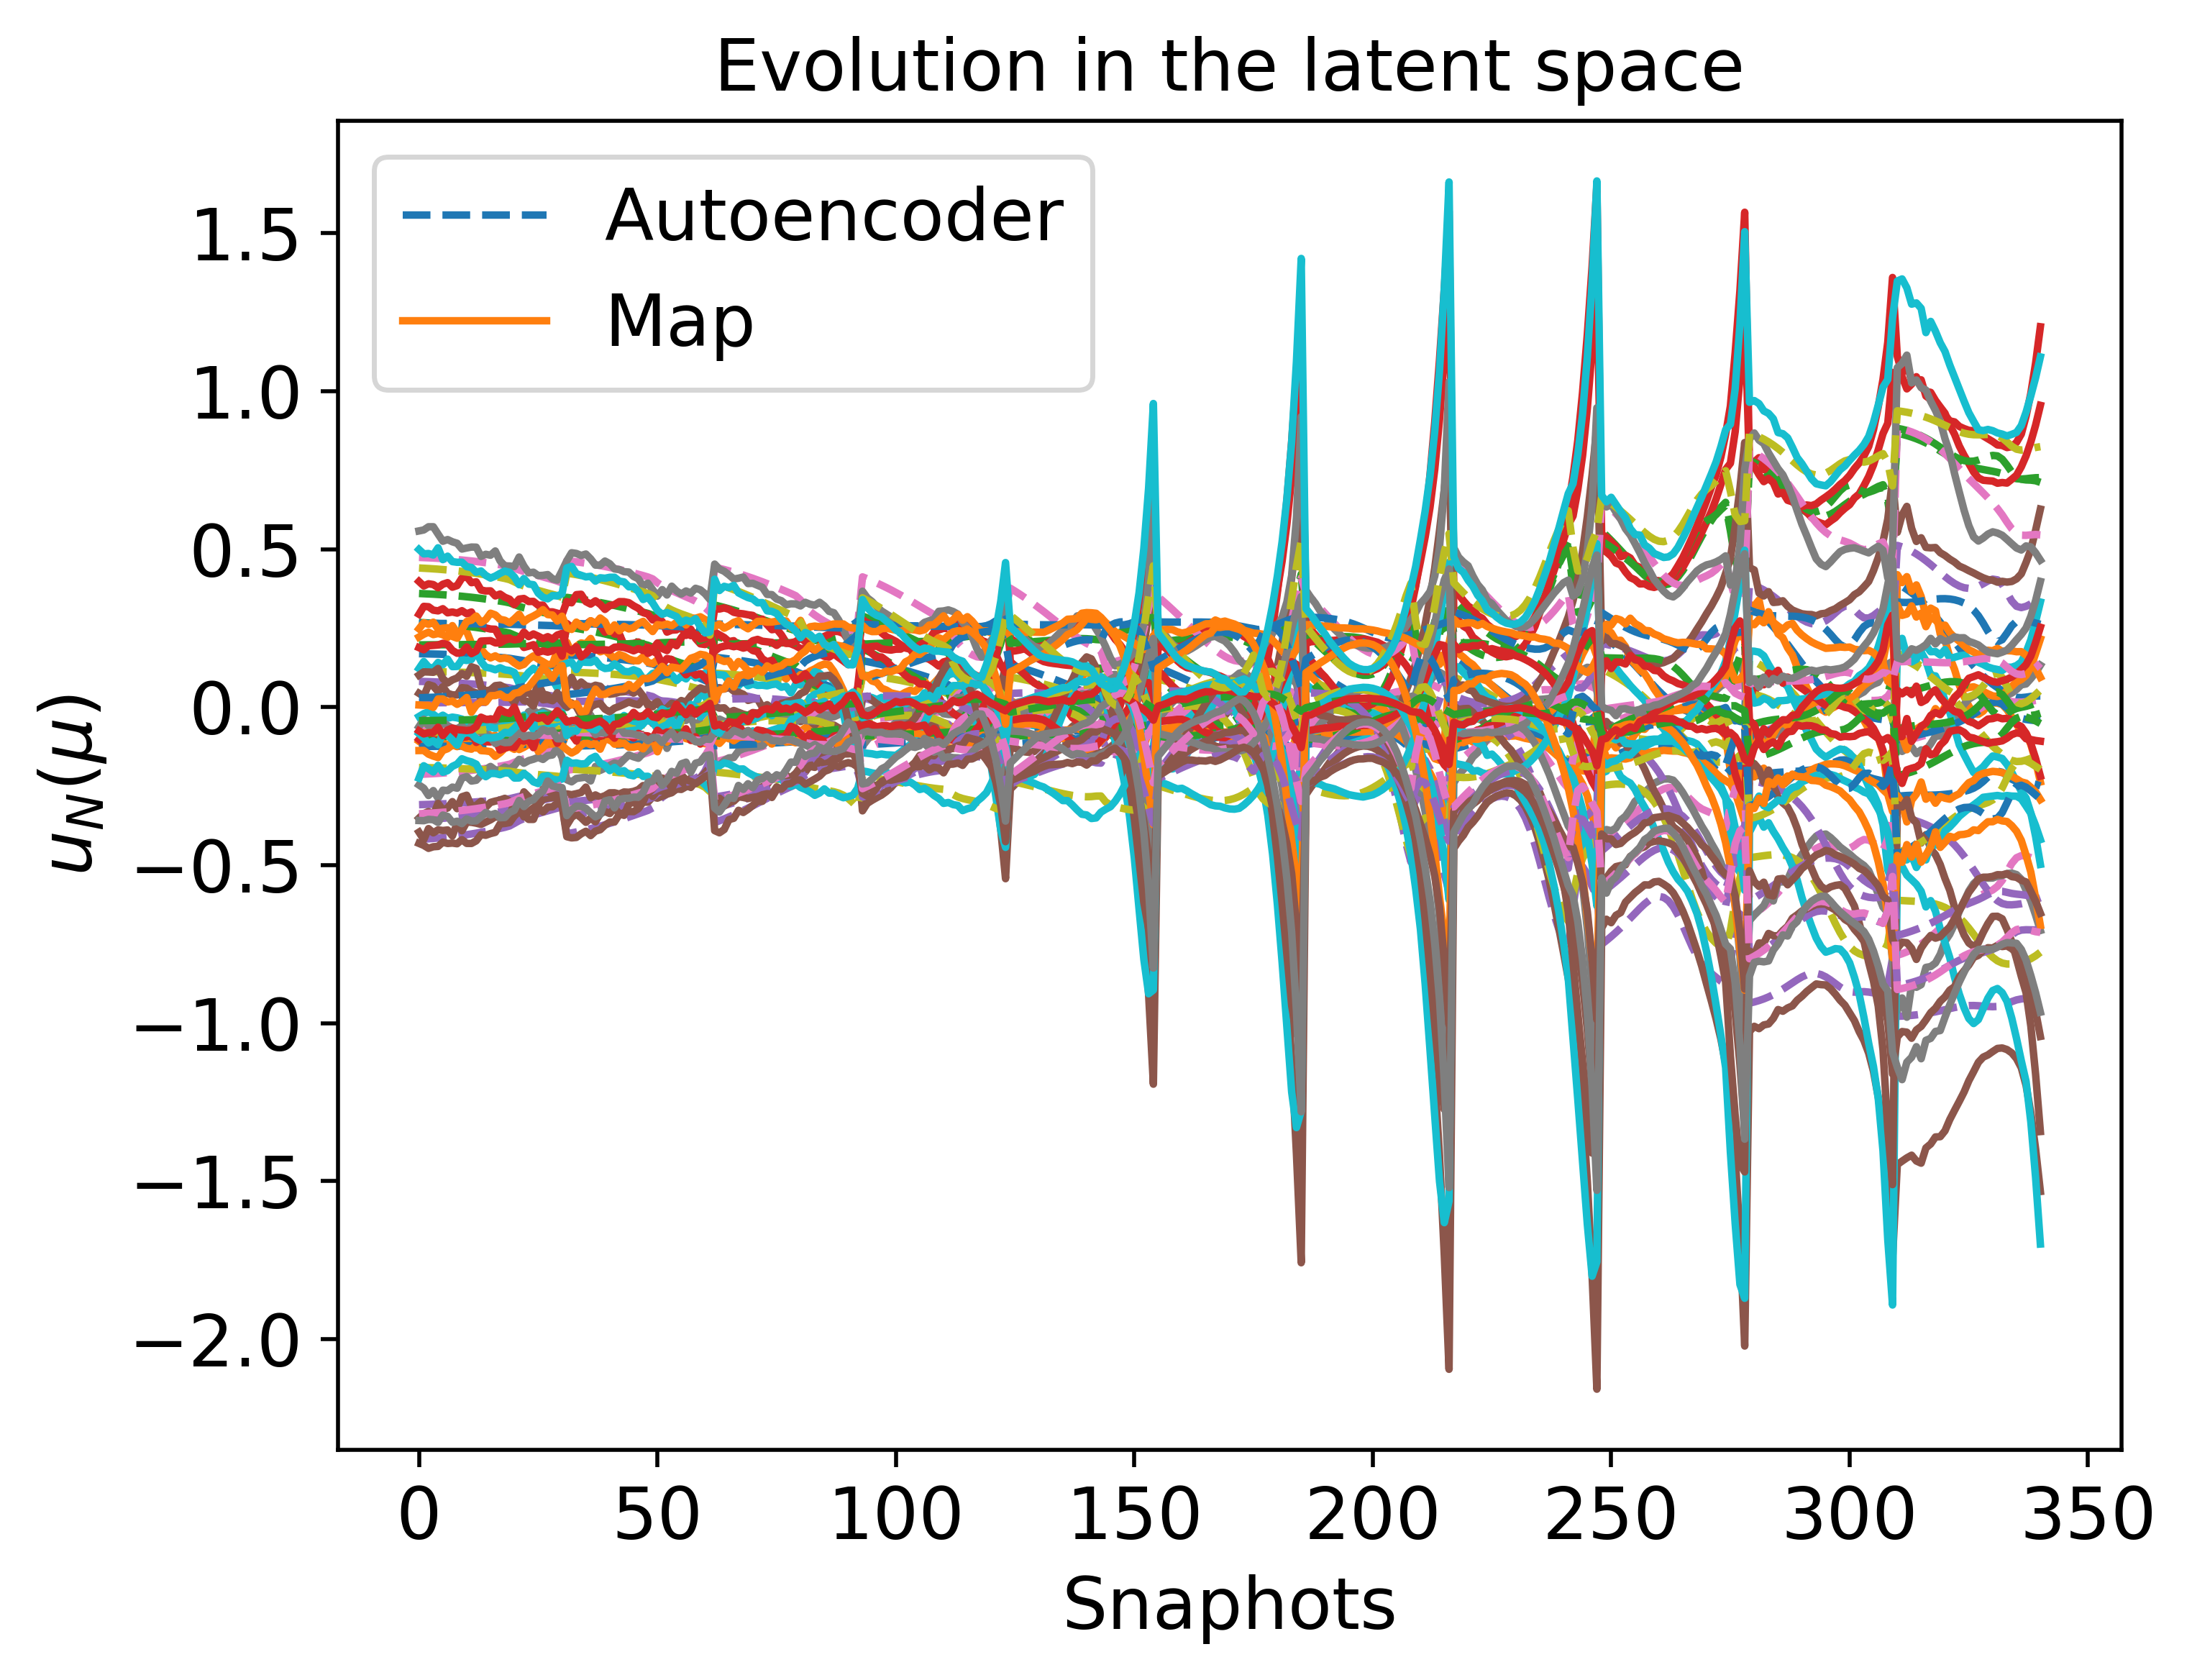 Evolution in the latent space
Autoencoder
Map
1.5
1.0
0.5
0.0
−0.5
−1.0
−1.5
−2.0
u_N(μ)
0 50 100 150 200 250 300 350
Snaphots